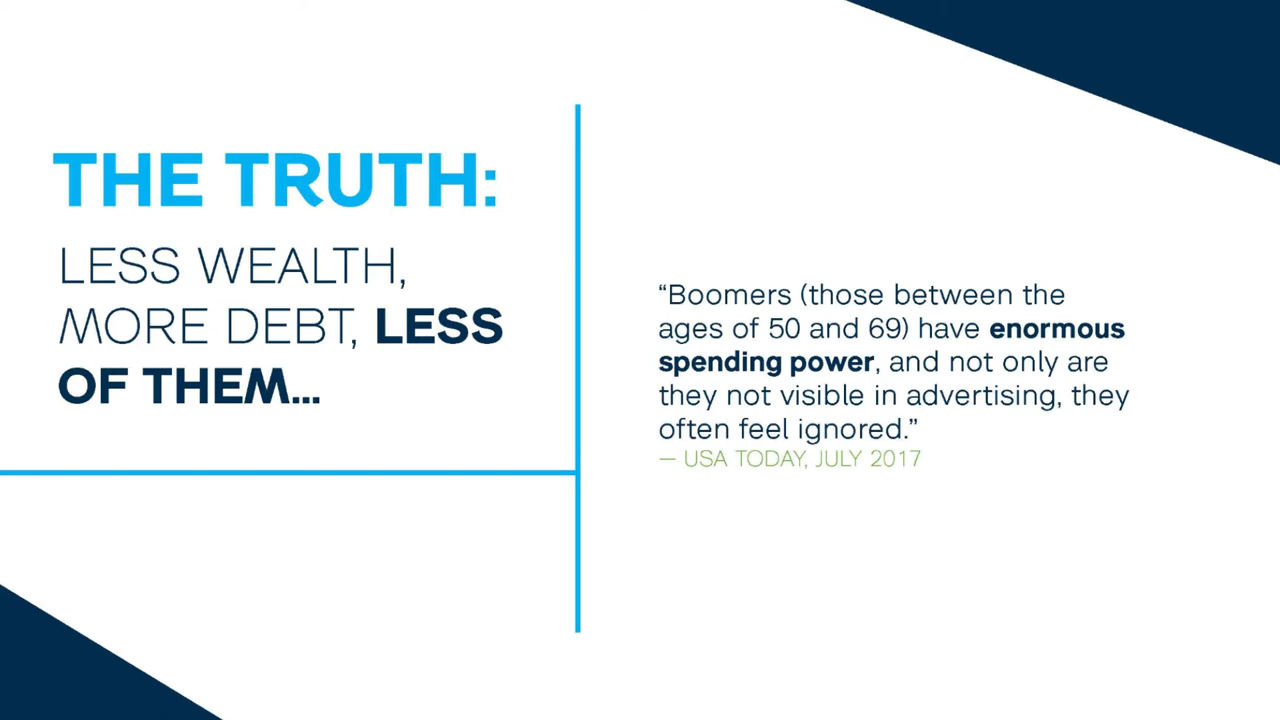 THE TRUTH:
LESS WEALTH,
MORE DEBT, LESS
OF THEM...
“Boomers (those between the
ages of 50 and 69) have enormous
spending power, and not only are
they not visible in advertising, they
often feel ignored.”
— USA TODAY, JULY 2017